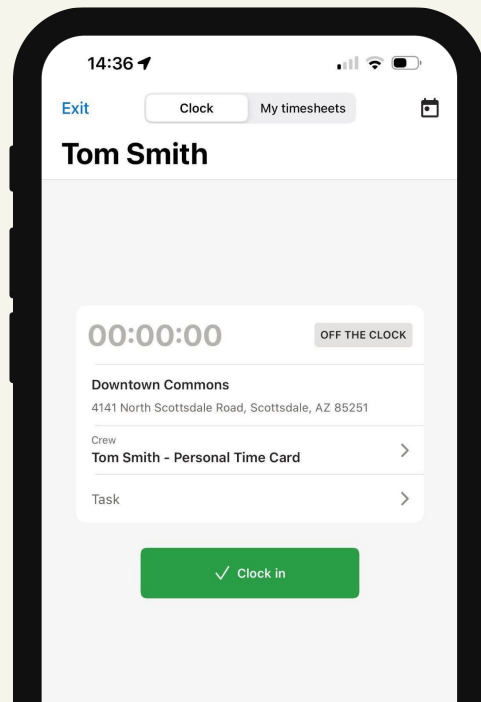 14:36
Exit
Clock
My timesheets
Tom Smith
00:00:00
OFF THE CLOCK
Downtown Commons
4141 North Scottsdale Road, Scottsdale, AZ 85251
Crew
Tom Smith - Personal Time Card
Task
Clock in